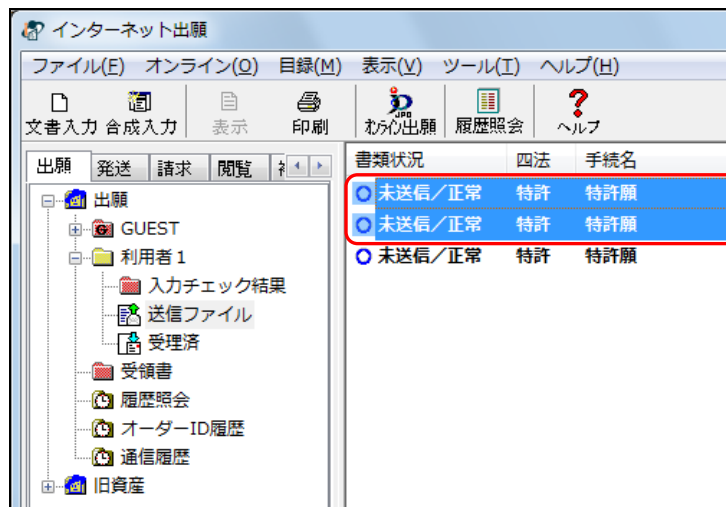 インターネット出願
ファイル(F) オンライン(O) 目録(M) 表示(V) ツール(T) ヘルプ(H)
文書入力 合成入力 表示 印刷 オンライン出願 履歴照会 ヘルプ
出願 発送 請求 閲覧
書類状況 四法 手続名
未送信／正常 特許 特許願
未送信／正常 特許 特許願
未送信／正常 特許 特許願
出願
GUEST
利用者１
入力チェック結果
送信ファイル
受理済
受領書
履歴照会
オーダーID履歴
通信履歴
旧資産